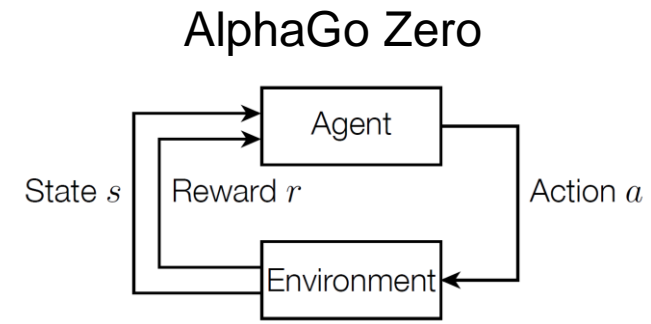 AlphaGo Zero
Agent
State s
Reward r
Action a
Environment